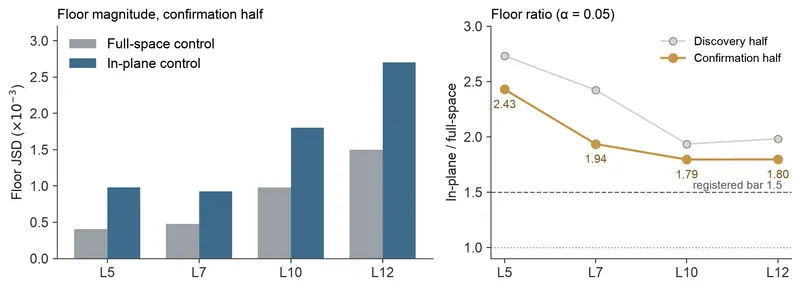 Floor magnitude, confirmation half
3.0
2.5
2.0
1.5
1.0
0.5
0.0
Floor JSD (×10⁻³)
Full-space control
In-plane control
L5
L7
L10
L12
Floor ratio (α = 0.05)
3.0
2.5
2.0
1.5
1.0
In-plane / full-space
Discovery half
Confirmation half
2.43
1.94
1.79
1.80
registered bar 1.5
L5
L7
L10
L12